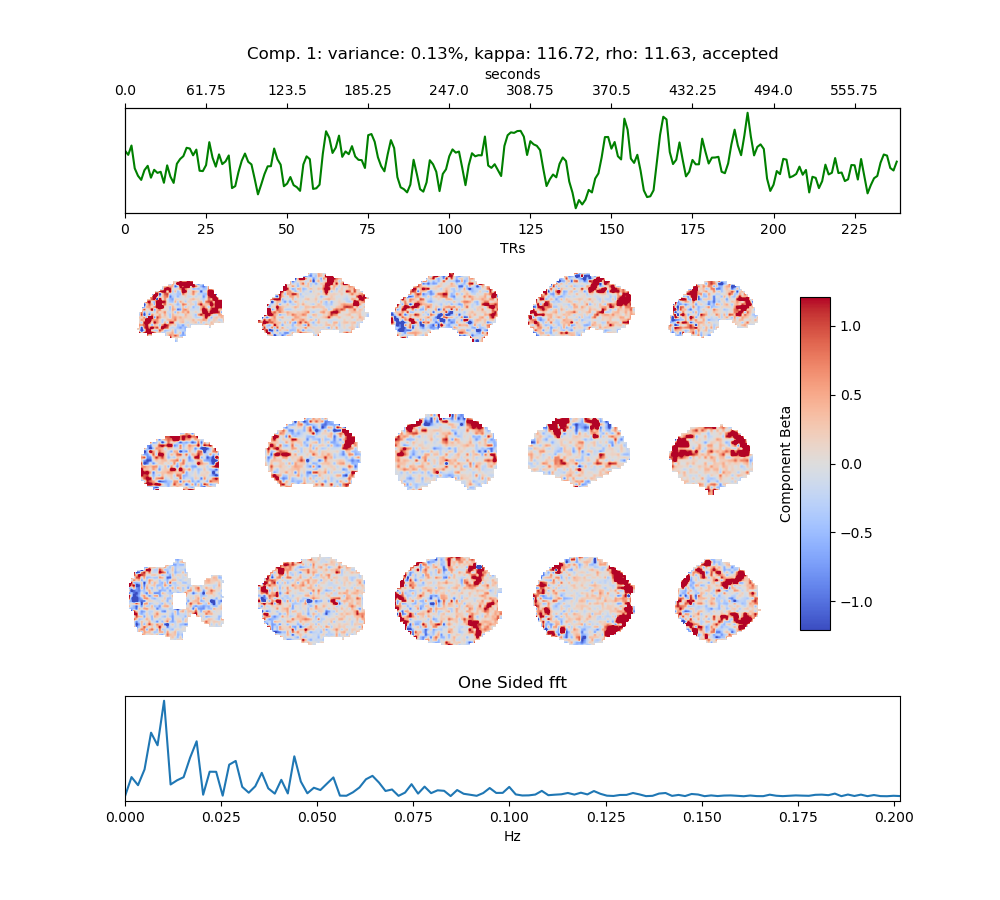 Comp. 1: variance: 0.13%, kappa: 116.72, rho: 11.63, accepted
seconds
0.0 61.75 123.5 185.25 247.0 308.75 370.5 432.25 494.0 555.75
0 25 50 75 100 125 150 175 200 225
TRs
1.0
0.5
0.0
−0.5
−1.0
Component Beta
One Sided fft
0.000 0.025 0.050 0.075 0.100 0.125 0.150 0.175 0.200
Hz